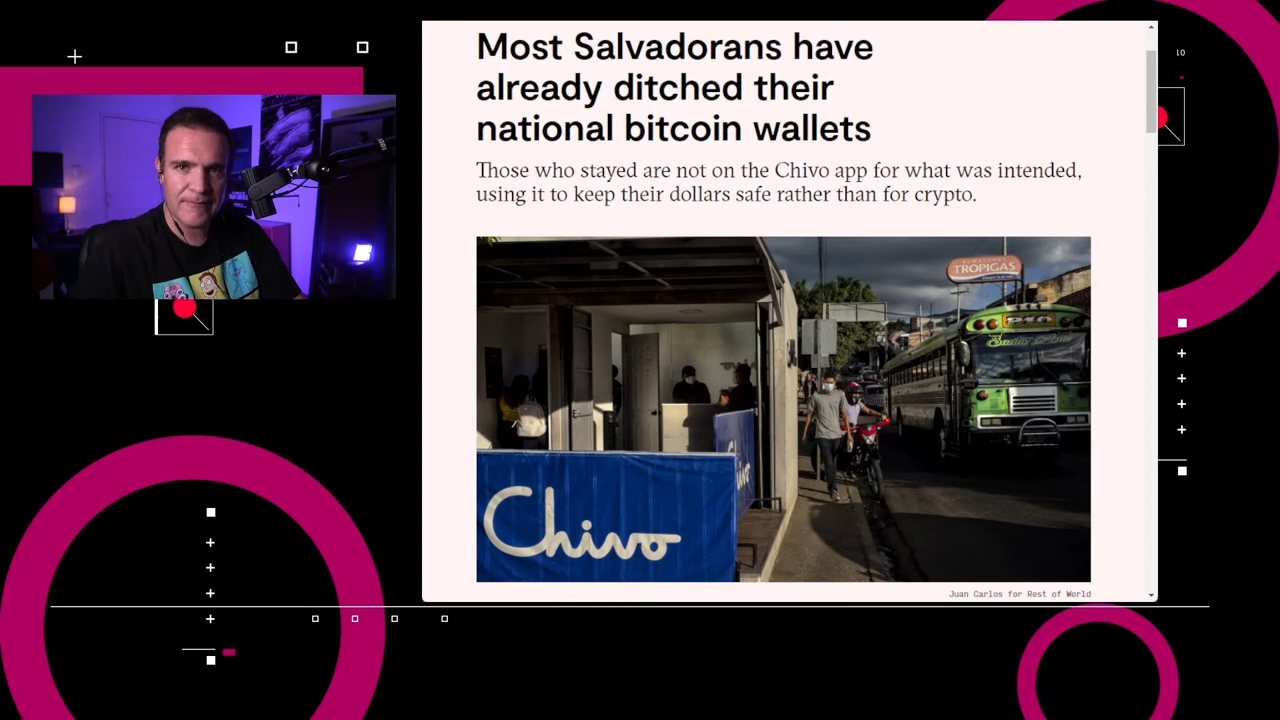 Most Salvadorans have
already ditched their
national bitcoin wallets
Those who stayed are not on the Chivo app for what was intended,
using it to keep their dollars safe rather than for crypto.
TROPIGAS
210
Chivo
Juan Carlos for Rest of World
01